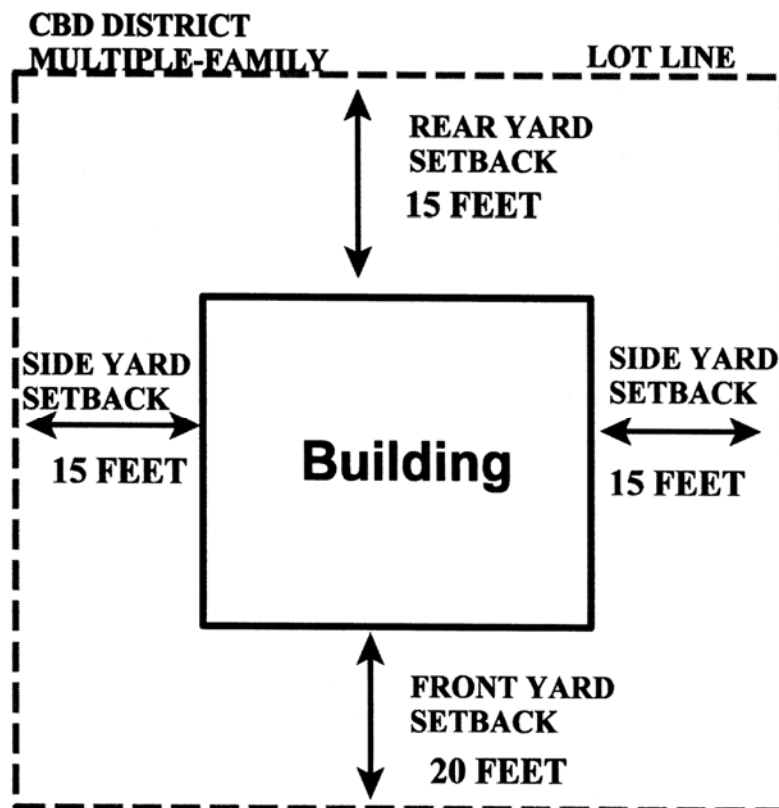 CBD DISTRICT
MULTIPLE-FAMILY
LOT LINE
REAR YARD
SETBACK
15 FEET
SIDE YARD
SETBACK
15 FEET
Building
SIDE YARD
SETBACK
15 FEET
FRONT YARD
SETBACK
20 FEET